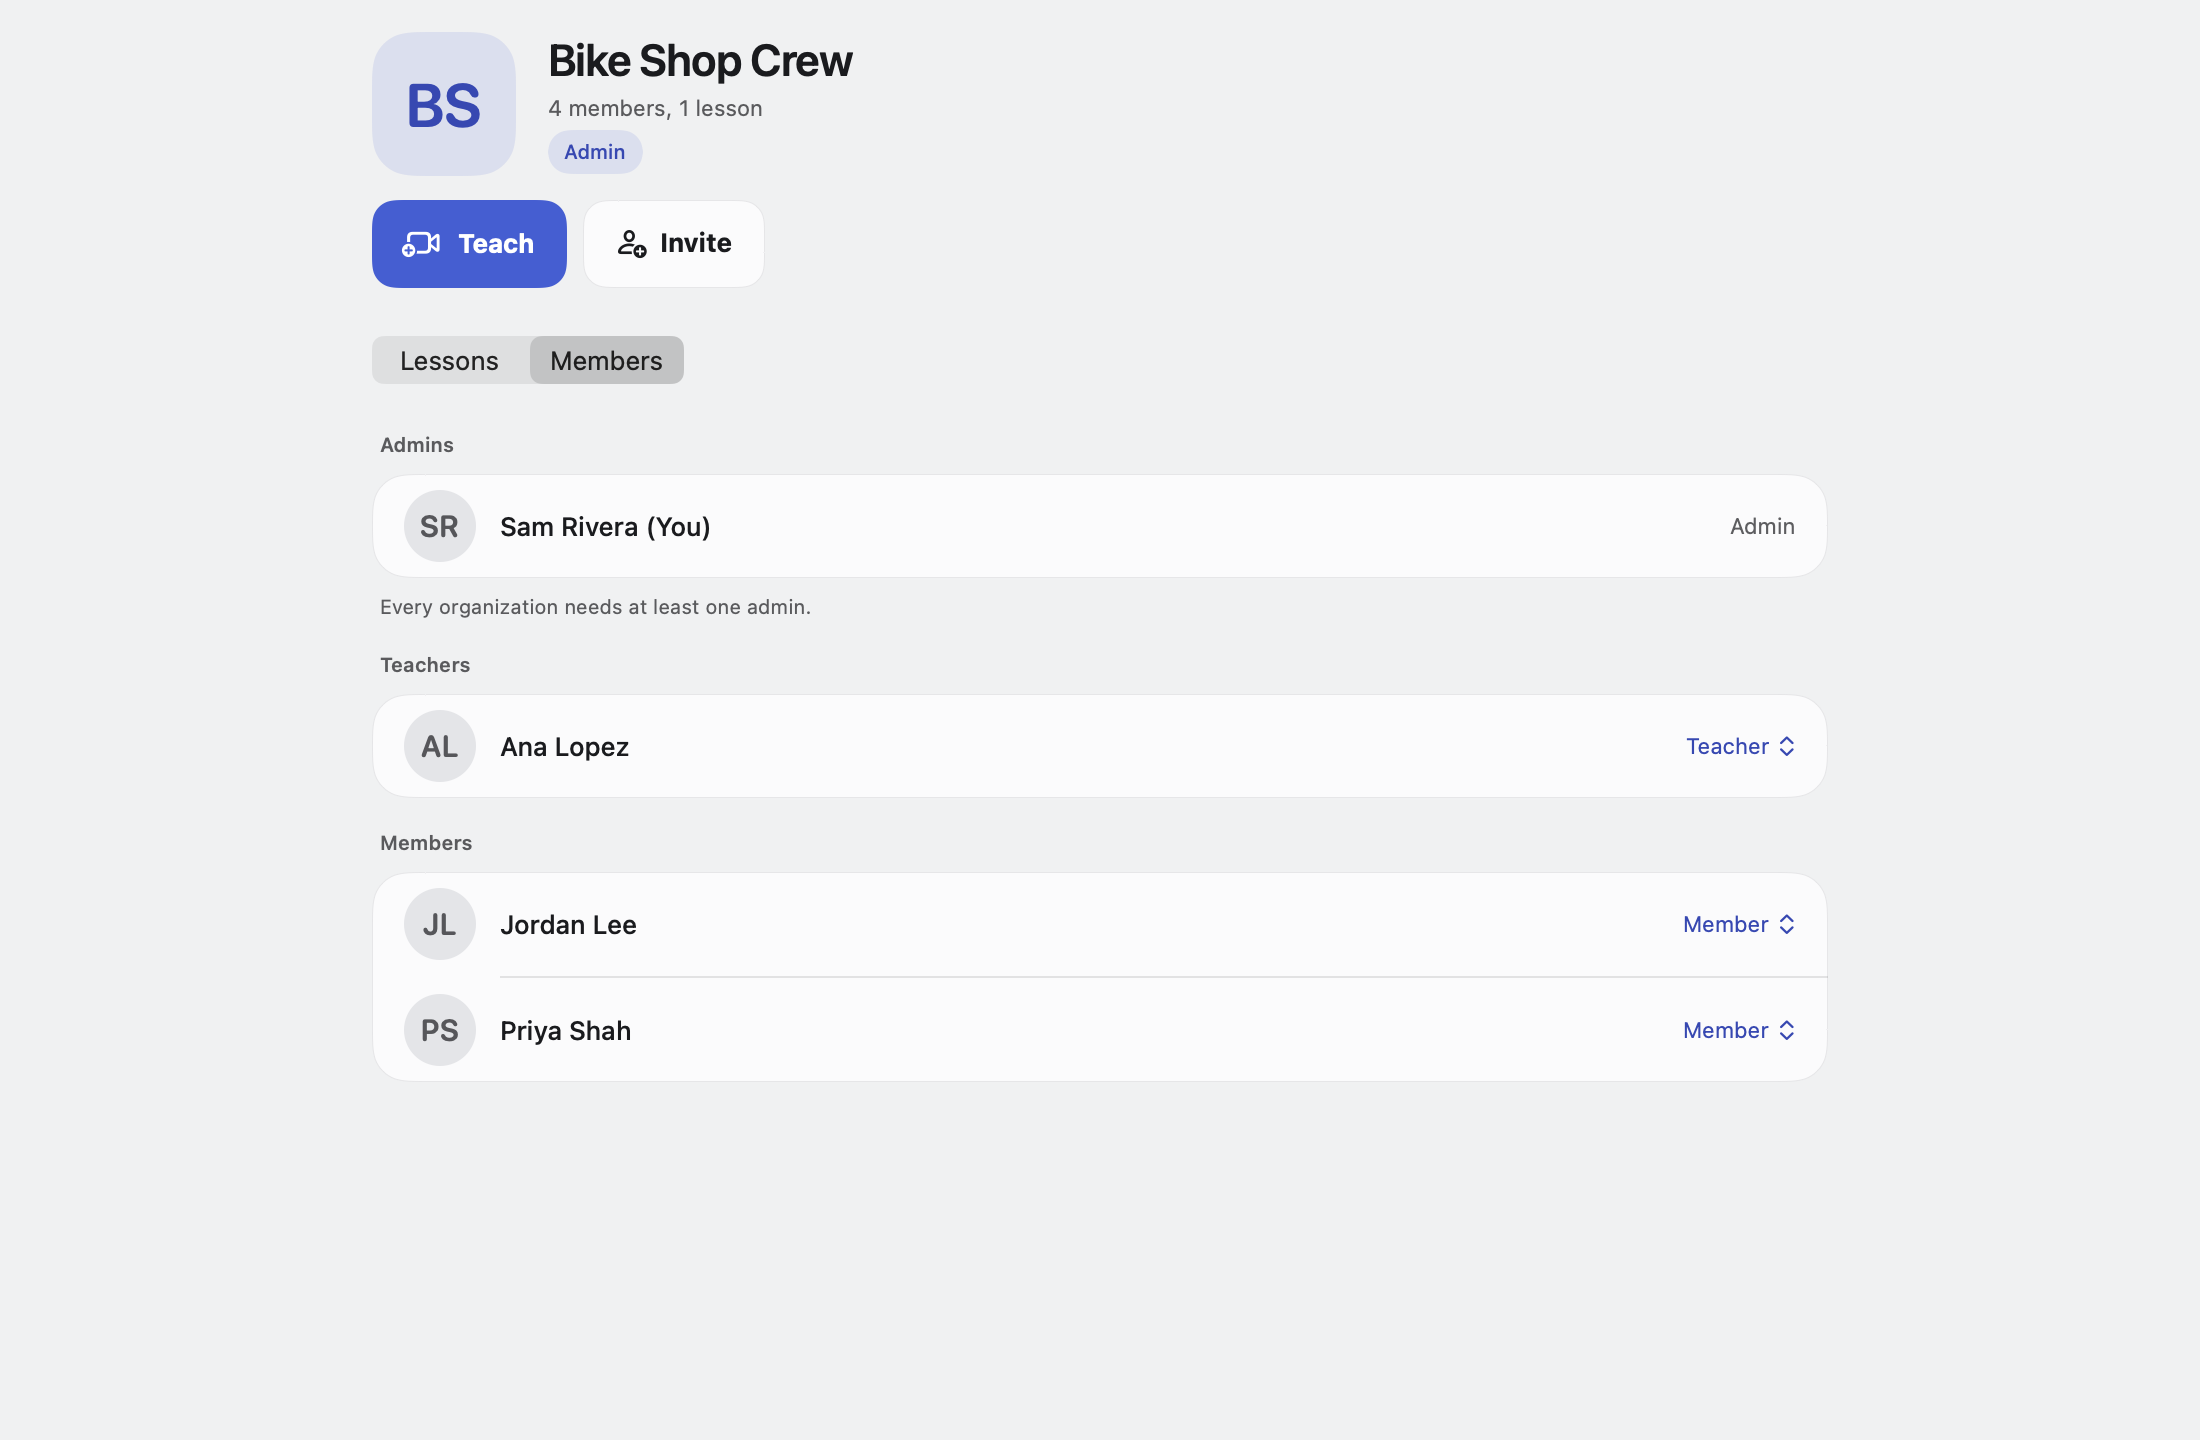 BS
Bike Shop Crew
4 members, 1 lesson
Admin
Teach
Invite
Lessons
Members
Admins
SR
Sam Rivera (You)
Admin
Every organization needs at least one admin.
Teachers
AL
Ana Lopez
Teacher
Members
JL
Jordan Lee
Member
PS
Priya Shah
Member